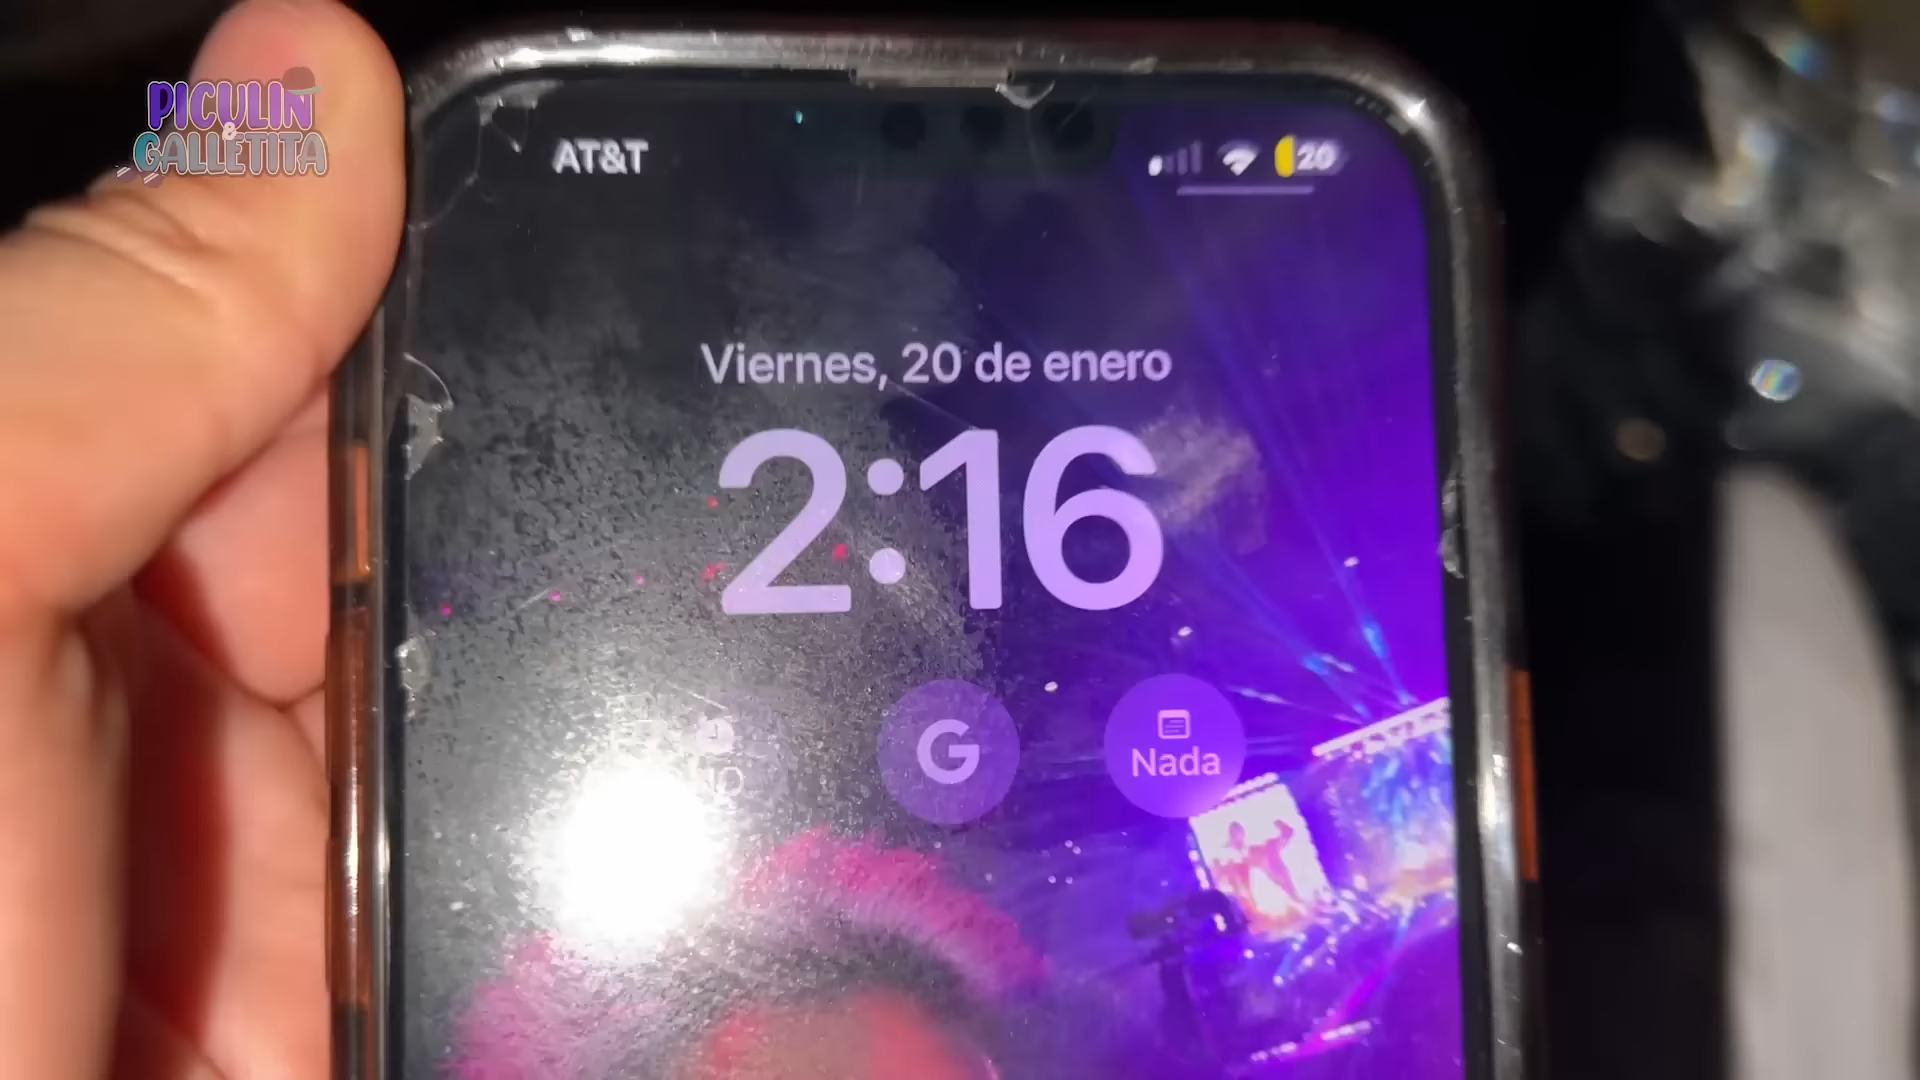 PICULIN
&
GALLETITA
AT&T
20
Viernes, 20 de enero
2:16
G
Nada